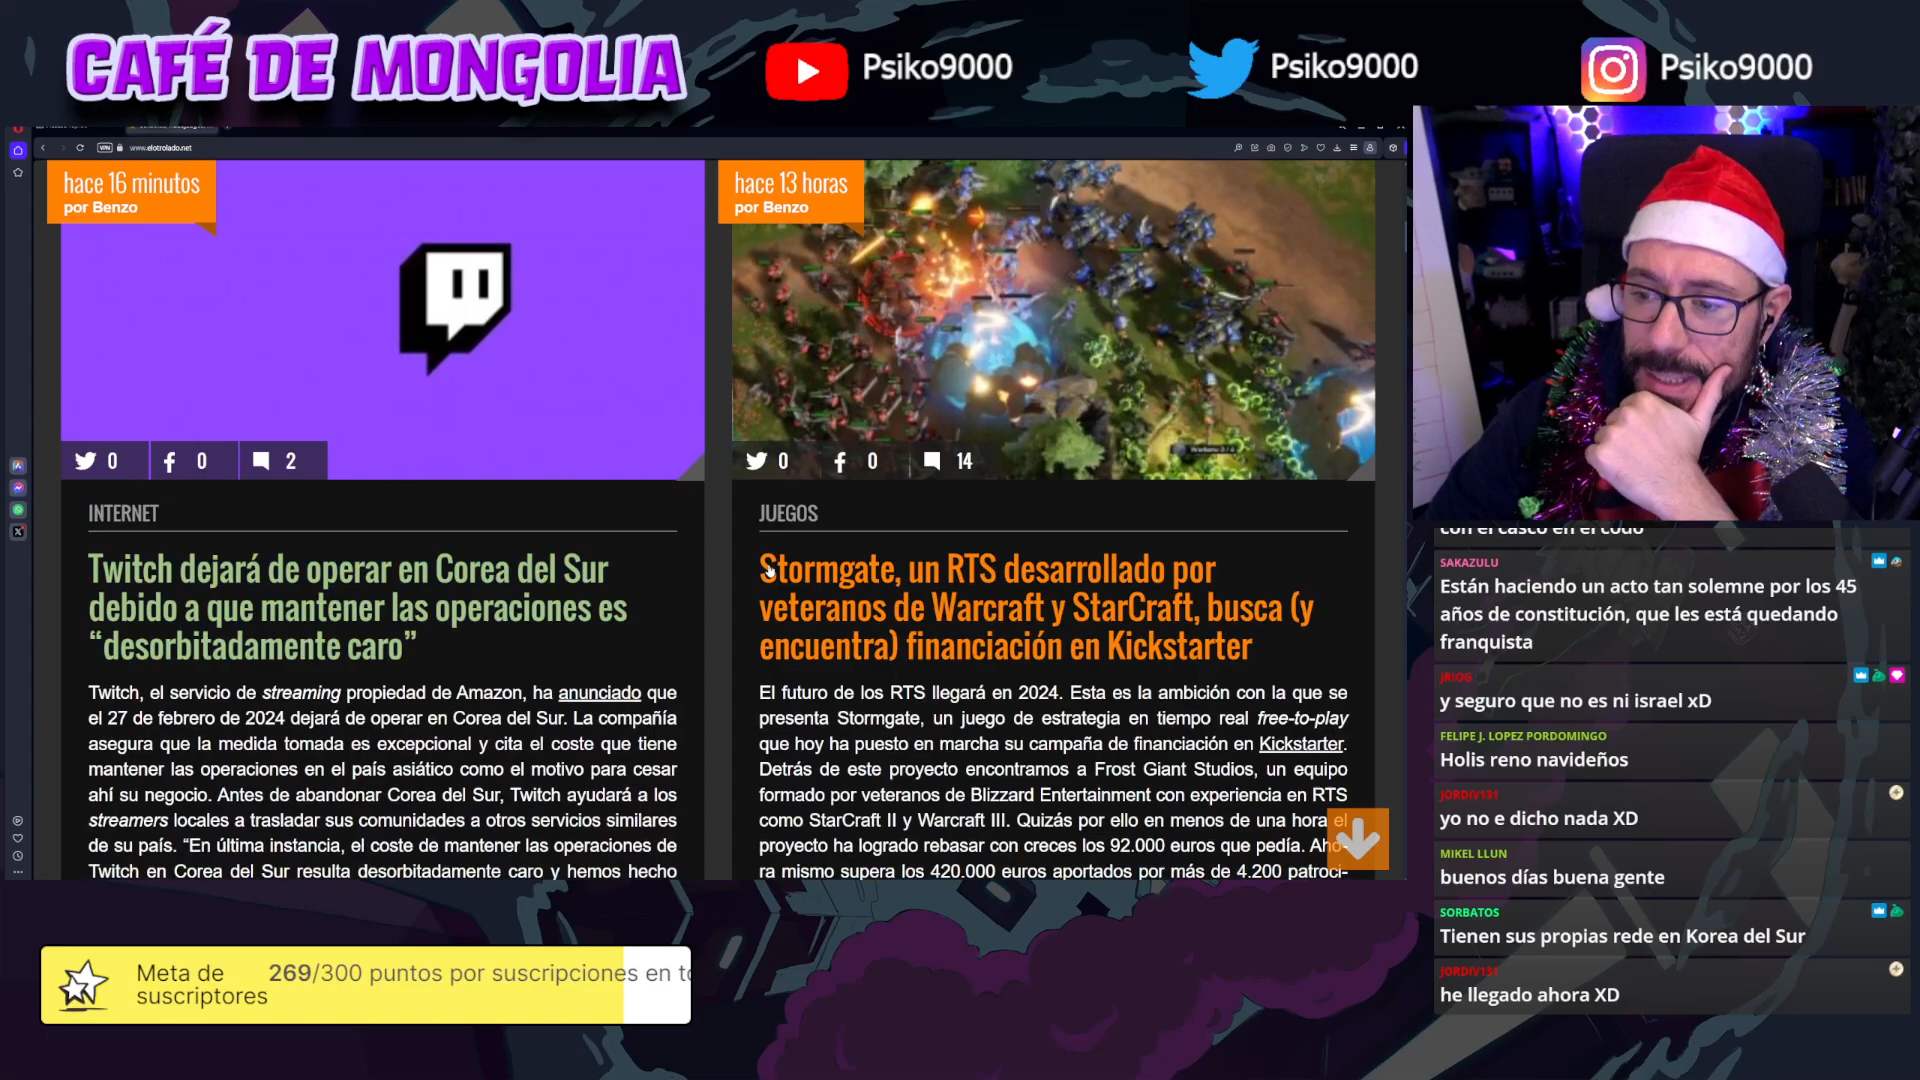 CAFÉ DE MONGOLIA
Psiko9000
Psiko9000
Psiko9000
VPN
www.elotrolado.net
hace 16 minutos
por Benzo
0
0
2
INTERNET
Twitch dejará de operar en Corea del Sur
debido a que mantener las operaciones es
“desorbitadamente caro”
Twitch, el servicio de streaming propiedad de Amazon, ha anunciado que
el 27 de febrero de 2024 dejará de operar en Corea del Sur. La compañía
asegura que la medida tomada es excepcional y cita el coste que tiene
mantener las operaciones en el país asiático como el motivo para cesar
ahí su negocio. Antes de abandonar Corea del Sur, Twitch ayudará a los
streamers locales a trasladar sus comunidades a otros servicios similares
de su país. “En última instancia, el coste de mantener las operaciones de
Twitch en Corea del Sur resulta desorbitadamente caro y hemos hecho
hace 13 horas
por Benzo
0
0
14
JUEGOS
Stormgate, un RTS desarrollado por
veteranos de Warcraft y StarCraft, busca (y
encuentra) financiación en Kickstarter
El futuro de los RTS llegará en 2024. Esta es la ambición con la que se
presenta Stormgate, un juego de estrategia en tiempo real free-to-play
que hoy ha puesto en marcha su campaña de financiación en Kickstarter.
Detrás de este proyecto encontramos a Frost Giant Studios, un equipo
formado por veteranos de Blizzard Entertainment con experiencia en RTS
como StarCraft II y Warcraft III. Quizás por ello en menos de una hora el
proyecto ha logrado rebasar con creces los 92.000 euros que pedía. Aho-
ra mismo supera los 420.000 euros aportados por más de 4.200 patroci-
con el casco en el codo
SAKAZULU
Están haciendo un acto tan solemne por los 45
años de constitución, que les está quedando
franquista
JRIOG
y seguro que no es ni israel xD
FELIPE J. LOPEZ PORDOMINGO
Holis reno navideños
JORDIV131
yo no e dicho nada XD
MIKEL LLUN
buenos días buena gente
SORBATOS
Tienen sus propias rede en Korea del Sur
JORDIV131
he llegado ahora XD
Meta de
suscriptores
269/300 puntos por suscripciones en to